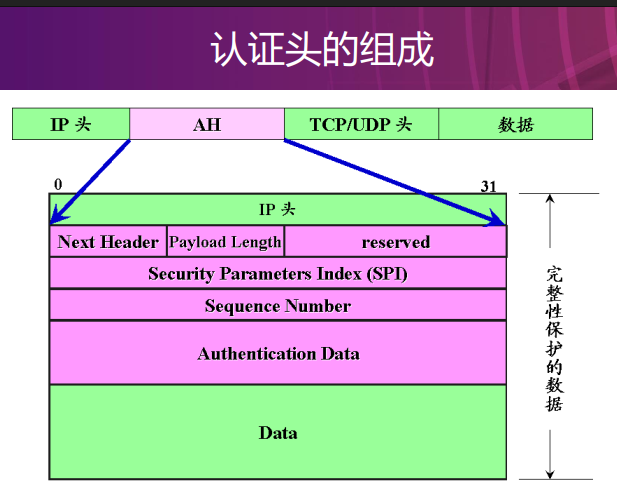 认证头的组成
IP 头 AH TCP/UDP 头 数据
0 31
IP 头
Next Header Payload Length reserved
Security Parameters Index (SPI)
Sequence Number
Authentication Data
Data
完整性保护的数据